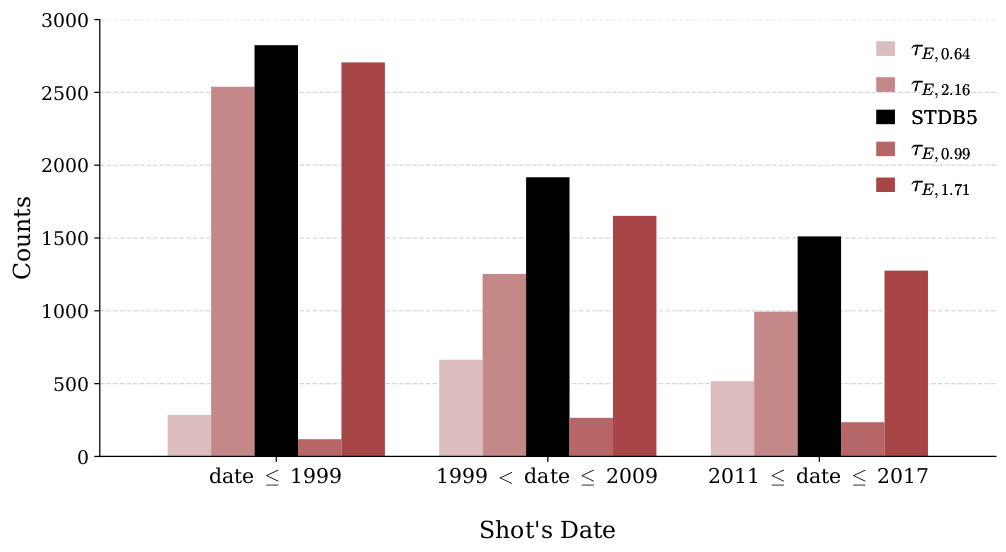 3000
2500
2000
1500
1000
500
0
Counts
τE,0.64
τE,2.16
STDB5
τE,0.99
τE,1.71
date ≤ 1999
1999 < date ≤ 2009
2011 ≤ date ≤ 2017
Shot's Date